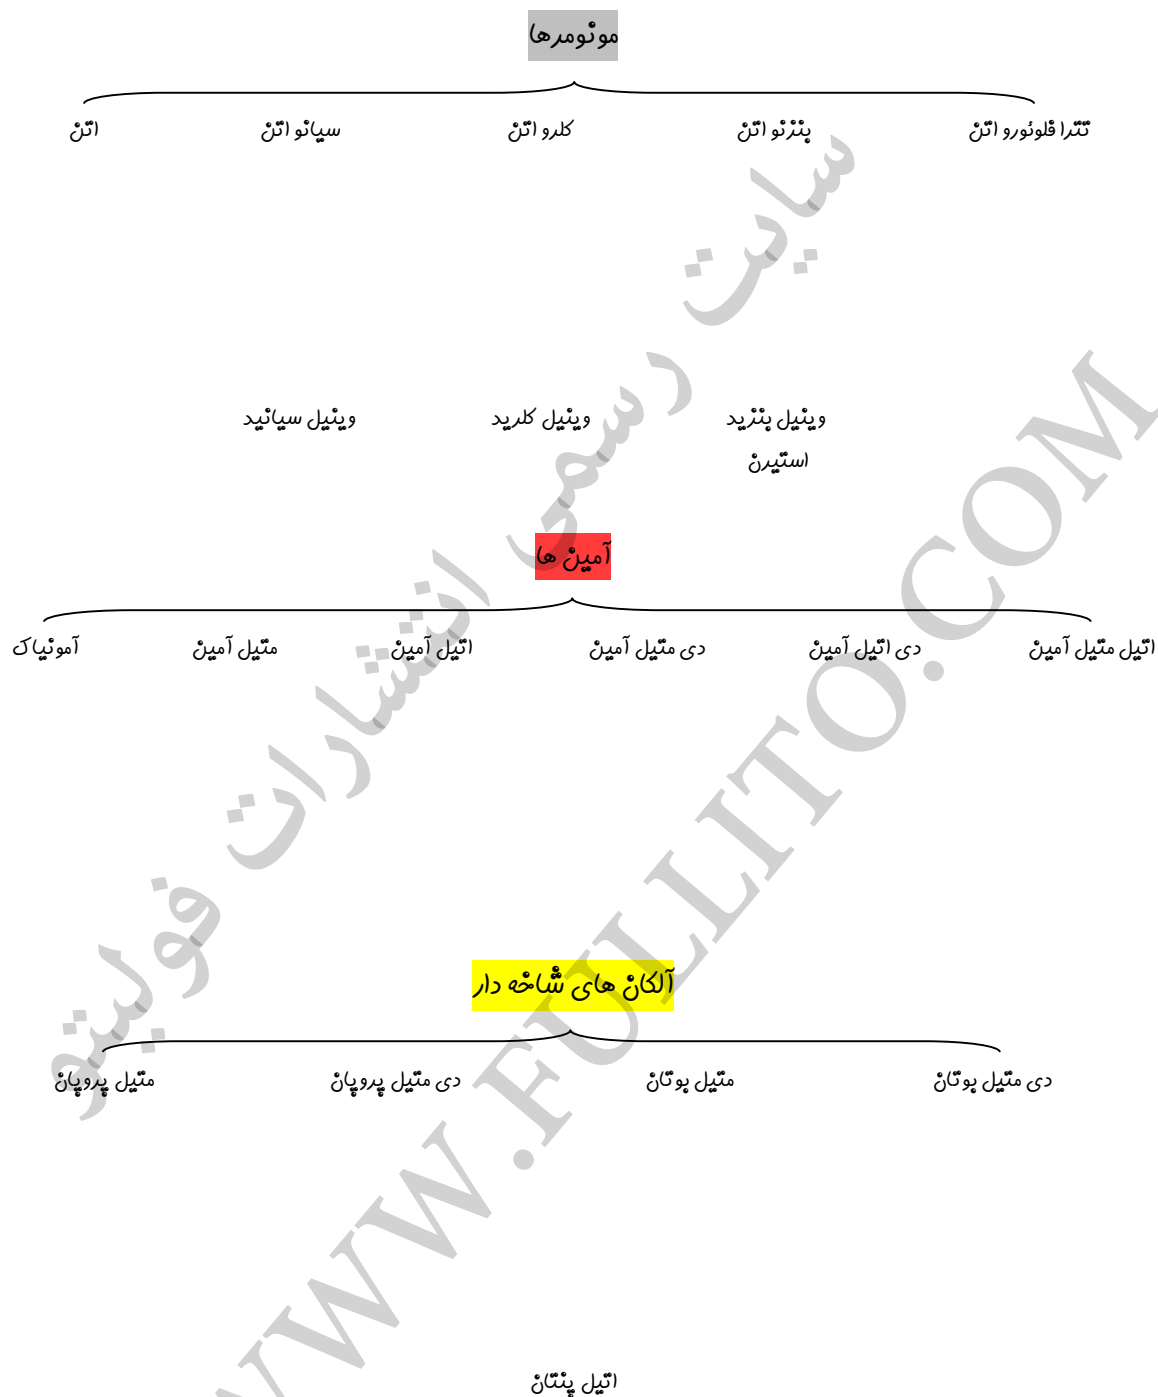 مونومرها
تترا فلوئورو اتن بنزنو اتن کلرو اتن سیانو اتن اتن
وینیل بنزید وینیل کلرید وینیل سیانید
استیرن
آمین ها
اتیل متیل آمین دی اتیل آمین دی متیل آمین اتیل آمین متیل آمین آمونیاک
آلکان های شاخه دار
دی متیل بوتان متیل بوتان دی متیل پروپان متیل پروپان
اتیل پنتان
سایت رسمی انتشارات فولیتو
WWW.FULLITO.COM